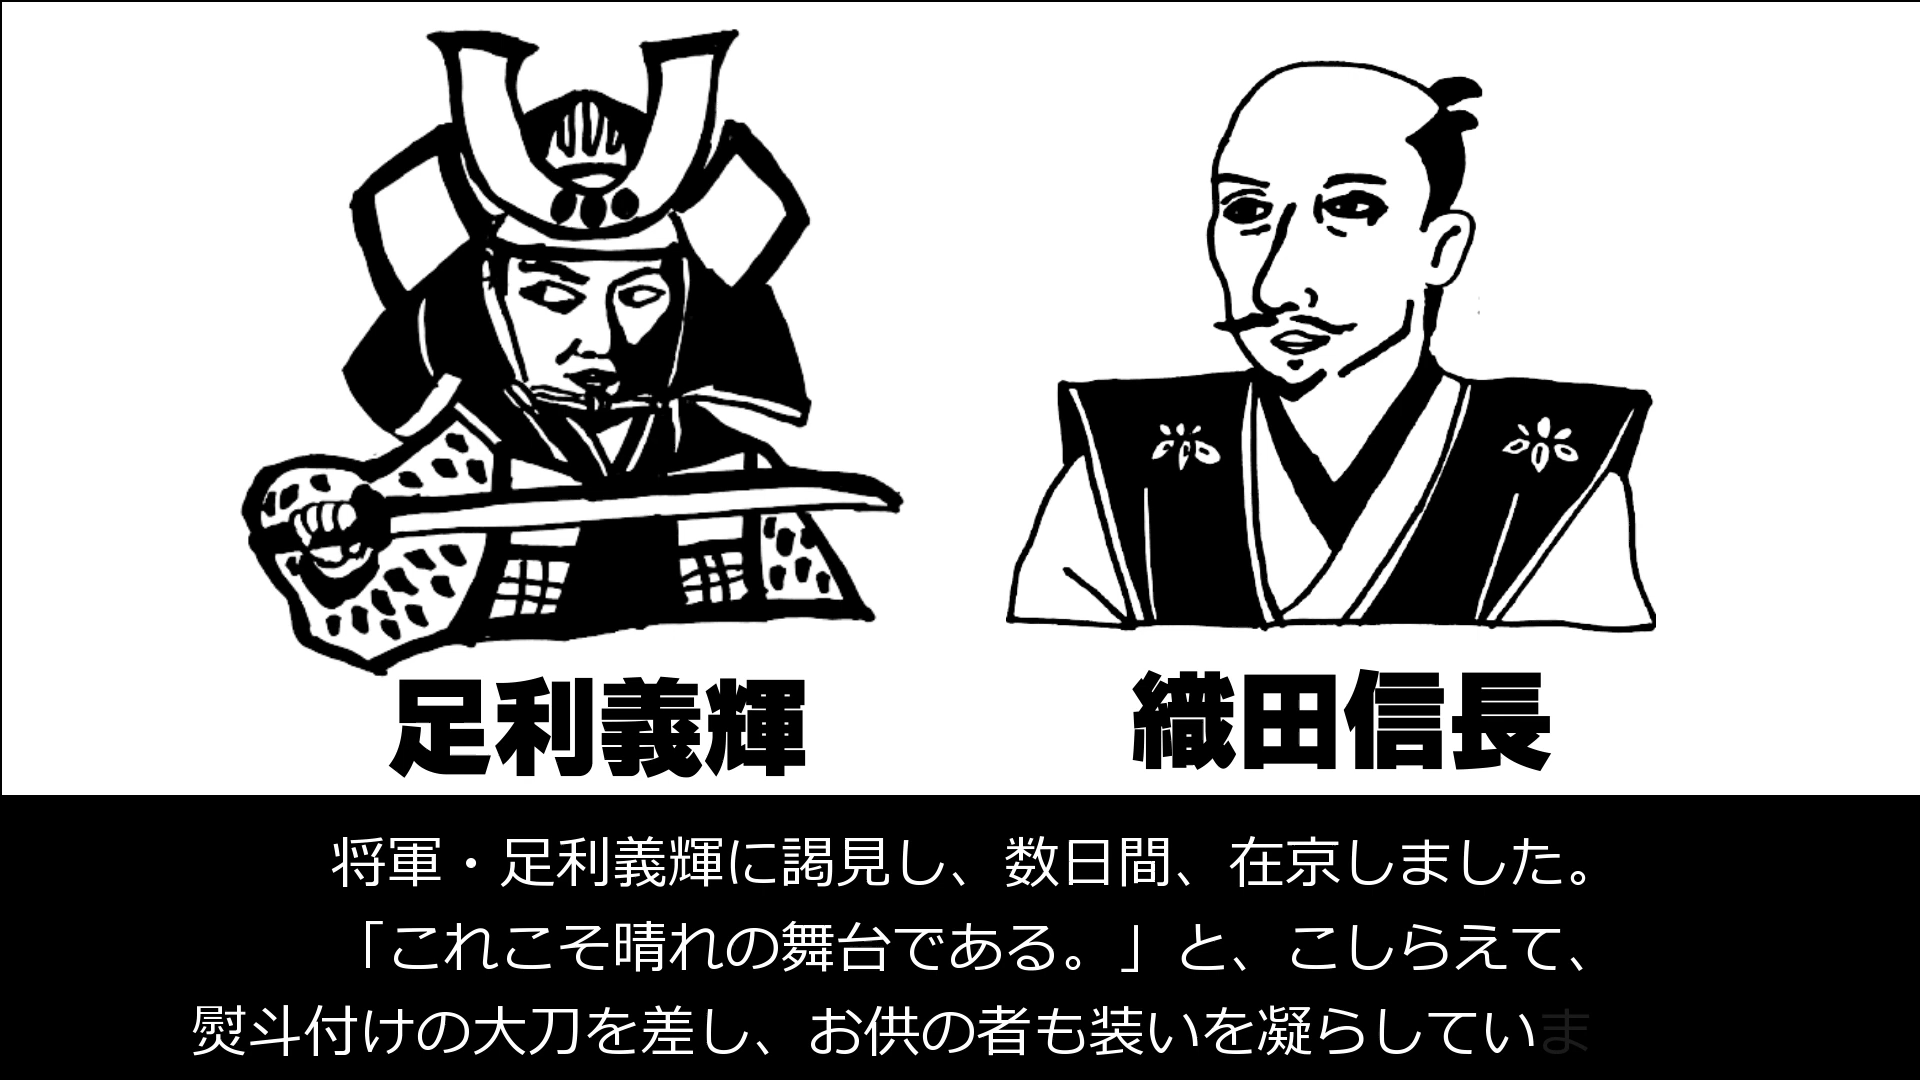 足利義輝
織田信長
将軍・足利義輝に謁見し、数日間、在京しました。
「これこそ晴れの舞台である。」と、こしらえて、
熨斗付けの大刀を差し、お供の者も装いを凝らしていま